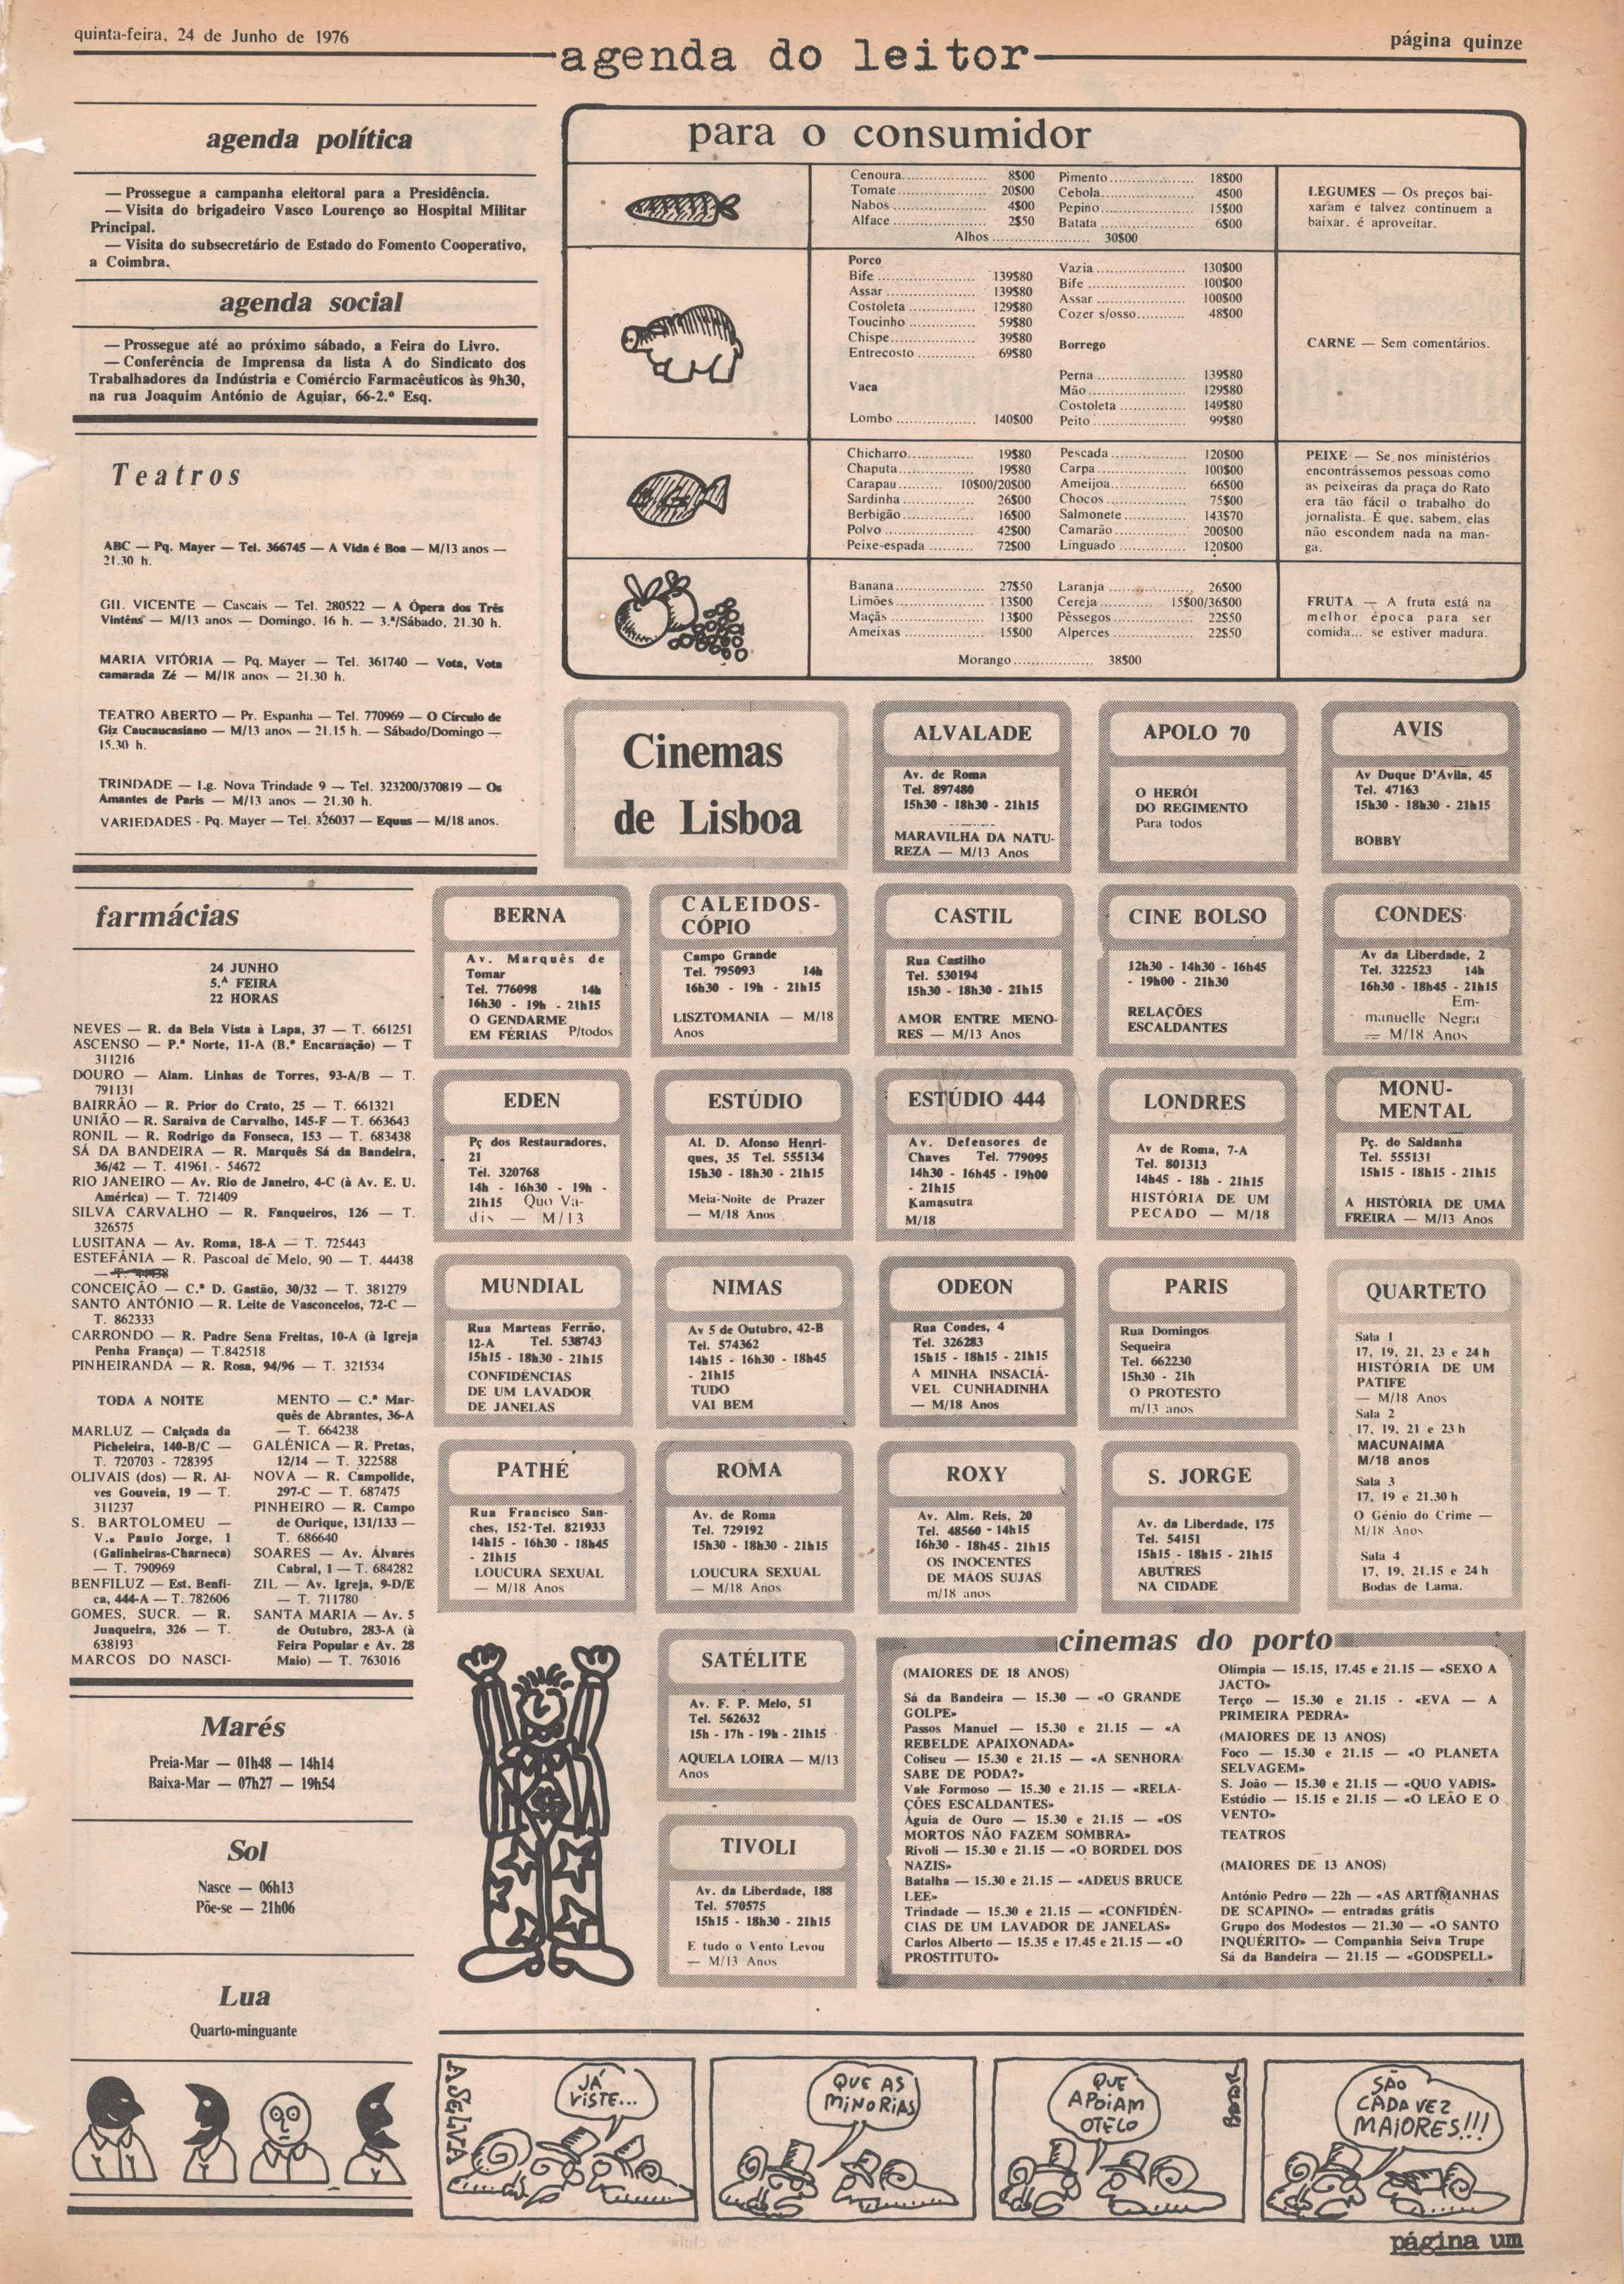 quinta-feira, 24 de Junho de 1976
agenda do leitor
página quinze
agenda política
— Prossegue a campanha eleitoral para a Presidência.
— Visita do brigadeiro Vasco Lourenço ao Hospital Militar
Principal.
— Visita do subsecretário de Estado do Fomento Cooperativo,
a Coimbra.
agenda social
— Prossegue até ao próximo sábado, a Feira do Livro.
— Conferência de Imprensa da lista A do Sindicato dos
Trabalhadores da Indústria e Comércio Farmacêuticos às 9h30,
na rua Joaquim António de Aguiar, 66-2.º Esq.
Teatros
ABC — Pq. Mayer — Tel. 366745 — A Vida é Boa — M/13 anos —
21.30 h.
GIL VICENTE — Cascais — Tel. 280522 — A Ópera dos Três
Vinténs — M/13 anos — Domingo, 16 h. — 3.ª/Sábado, 21.30 h.
MARIA VITÓRIA — Pq. Mayer — Tel. 361740 — Vota, Vota
camarada Zé — M/18 anos — 21.30 h.
TEATRO ABERTO — Pr. Espanha — Tel. 770969 — O Círculo de
Giz Caucaucasiano — M/13 anos — 21.15 h. — Sábado/Domingo —
15.30 h.
TRINDADE — Lg. Nova Trindade 9 — Tel. 323200/370819 — Os
Amantes de Paris — M/13 anos — 21.30 h.
VARIEDADES - Pq. Mayer — Tel. 326037 — Equus — M/18 anos.
para o consumidor
Cenoura 8$00 Pimento 18$00
Tomate 20$00 Cebola 4$00
Nabos 4$00 Pepino 15$00
Alface 2$50 Batata 6$00
Alhos 30$00
LEGUMES — Os preços bai-
xaram e talvez continuem a
baixar. é aproveitar.
Porco
Bife 139$80
Assar 139$80
Costoleta 129$80
Toucinho 59$80
Chispe 39$80
Entrecosto 69$80
Vaca
Lombo 140$00
Vazia 130$00
Bife 100$00
Assar 100$00
Cozer s/osso 48$00
Borrego
Perna 139$80
Mão 129$80
Costoleta 149$80
Peito 99$80
CARNE — Sem comentários.
Chicharro 19$80 Pescada 120$00
Chaputa 19$80 Carpa 100$00
Carapau 10$00/20$00 Ameijoa 66$00
Sardinha 26$00 Chocos 75$00
Berbigão 16$00 Salmonete 143$70
Polvo 42$00 Camarão 200$00
Peixe-espada 72$00 Linguado 120$00
PEIXE — Se nos ministérios
encontrássemos pessoas como
as peixeiras da praça do Rato
era tão fácil o trabalho do
jornalista. É que, sabem, elas
não escondem nada na man-
ga.
Banana 27$50 Laranja 26$00
Limões 13$00 Cereja 15$00/36$00
Maçãs 13$00 Pêssegos 22$50
Ameixas 15$00 Alperces 22$50
Morango 38$00
FRUTA — A fruta está na
melhor época para ser
comida... se estiver madura.
Cinemas
de Lisboa
ALVALADE
Av. de Roma
Tel. 897480
15h30 - 18h30 - 21h15
MARAVILHA DA NATU-
REZA — M/13 Anos
APOLO 70
O HERÓI
DO REGIMENTO
Para todos
AVIS
Av Duque D'Ávila, 45
Tel. 47163
15h30 - 18h30 - 21h15
BOBBY
BERNA
Av. Marquês de
Tomar
Tel. 776098 14h
16h30 - 19h - 21h15
O GENDARME
EM FÉRIAS P/todos
CALEIDOS-
CÓPIO
Campo Grande
Tel. 795093 14h
16h30 - 19h - 21h15
LISZTOMANIA — M/18
Anos
CASTIL
Rua Castilho
Tel. 530194
15h30 - 18h30 - 21h15
AMOR ENTRE MENO-
RES — M/13 Anos
CINE BOLSO
12h30 - 14h30 - 16h45
- 19h00 - 21h30
RELAÇÕES
ESCALDANTES
CONDES
Av da Liberdade, 2
Tel. 322523 14h
16h30 - 18h45 - 21h15
Em-
manuelle Negra
— M/18 Anos
EDEN
Pç dos Restauradores,
21
Tel. 320768
14h - 16h30 - 19h -
21h15 Quo Va-
dis — M/13
ESTÚDIO
Al. D. Afonso Henri-
ques, 35 Tel. 555134
15h30 - 18h30 - 21h15
Meia-Noite de Prazer
— M/18 Anos
ESTÚDIO 444
Av. Defensores de
Chaves Tel. 779095
14h30 - 16h45 - 19h00
- 21h15
Kamasutra
M/18
LONDRES
Av de Roma, 7-A
Tel. 801313
14h45 - 18h - 21h15
HISTÓRIA DE UM
PECADO — M/18
MONU-
MENTAL
Pç. do Saldanha
Tel. 555131
15h15 - 18h15 - 21h15
A HISTÓRIA DE UMA
FREIRA — M/13 Anos
MUNDIAL
Rua Martens Ferrão,
12-A Tel. 538743
15h15 - 18h30 - 21h15
CONFIDÊNCIAS
DE UM LAVADOR
DE JANELAS
NIMAS
Av 5 de Outubro, 42-B
Tel. 574362
14h15 - 16h30 - 18h45
- 21h15
TUDO
VAI BEM
ODEON
Rua Condes, 4
Tel. 326283
15h15 - 18h15 - 21h15
A MINHA INSACIÁ-
VEL CUNHADINHA
— M/18 Anos
PARIS
Rua Domingos
Sequeira
Tel. 662230
15h30 - 21h
O PROTESTO
m/13 anos
QUARTETO
Sala 1
17, 19, 21, 23 e 24 h
HISTÓRIA DE UM
PATIFE
— M/18 Anos
Sala 2
17, 19, 21 e 23 h
MACUNAIMA
M/18 anos
Sala 3
17, 19 e 21.30 h
O Génio do Crime —
M/18 Anos
Sala 4
17, 19, 21.15 e 24 h
Bodas de Lama.
PATHÉ
Rua Francisco San-
ches, 152-Tel. 821933
14h15 - 16h30 - 18h45
- 21h15
LOUCURA SEXUAL
— M/18 Anos
ROMA
Av. de Roma
Tel. 729192
15h30 - 18h30 - 21h15
LOUCURA SEXUAL
— M/18 Anos
ROXY
Av. Alm. Reis, 20
Tel. 48560 - 14h15
16h30 - 18h45 - 21h15
OS INOCENTES
DE MÃOS SUJAS
m/18 anos
S. JORGE
Av. da Liberdade, 175
Tel. 54151
15h15 - 18h15 - 21h15
ABUTRES
NA CIDADE
SATÉLITE
Av. F. P. Melo, 51
Tel. 562632
15h - 17h - 19h - 21h15
AQUELA LOIRA — M/13
Anos
TIVOLI
Av. da Liberdade, 188
Tel. 570575
15h15 - 18h30 - 21h15
E tudo o Vento Levou
— M/13 Anos
cinemas do porto
(MAIORES DE 18 ANOS)
Sá da Bandeira — 15.30 — «O GRANDE
GOLPE»
Passos Manuel — 15.30 e 21.15 — «A
REBELDE APAIXONADA»
Coliseu — 15.30 e 21.15 — «A SENHORA
SABE DE PODA?»
Vale Formoso — 15.30 e 21.15 — «RELA-
ÇÕES ESCALDANTES»
Águia de Ouro — 15.30 e 21.15 — «OS
MORTOS NÃO FAZEM SOMBRA»
Rivoli — 15.30 e 21.15 — «O BORDEL DOS
NAZIS»
Batalha — 15.30 e 21.15 — «ADEUS BRUCE
LEE»
Trindade — 15.30 e 21.15 — «CONFIDÊN-
CIAS DE UM LAVADOR DE JANELAS»
Carlos Alberto — 15.35 e 17.45 e 21.15 — «O
PROSTITUTO»
Olímpia — 15.15, 17.45 e 21.15 — «SEXO A
JACTO»
Terço — 15.30 e 21.15 - «EVA — A
PRIMEIRA PEDRA»
(MAIORES DE 13 ANOS)
Foco — 15.30 e 21.15 — «O PLANETA
SELVAGEM»
S. João — 15.30 e 21.15 — «QUO VADIS»
Estúdio — 15.15 e 21.15 — «O LEÃO E O
VENTO»
TEATROS
(MAIORES DE 13 ANOS)
António Pedro — 22h — «AS ARTIMANHAS
DE SCAPINO» — entradas grátis
Grupo dos Modestos — 21.30 — «O SANTO
INQUÉRITO» — Companhia Seiva Trupe
Sá da Bandeira — 21.15 — «GODSPELL»
farmácias
24 JUNHO
5.ª FEIRA
22 HORAS
NEVES — R. da Bela Vista à Lapa, 37 — T. 661251
ASCENSO — P.ª Norte, 11-A (B.º Encarnação) — T
311216
DOURO — Alam. Linhas de Torres, 93-A/B — T.
791131
BAIRRÃO — R. Prior do Crato, 25 — T. 661321
UNIÃO — R. Saraiva de Carvalho, 145-F — T. 663643
RONIL — R. Rodrigo da Fonseca, 153 — T. 683438
SÁ DA BANDEIRA — R. Marquês Sá da Bandeira,
36/42 — T. 41961 - 54672
RIO JANEIRO — Av. Rio de Janeiro, 4-C (à Av. E. U.
América) — T. 721409
SILVA CARVALHO — R. Fanqueiros, 126 — T.
326575
LUSITANA — Av. Roma, 18-A — T. 725443
ESTEFÂNIA — R. Pascoal de Melo, 90 — T. 44438
— T. 44438
CONCEIÇÃO — C.ª D. Gastão, 30/32 — T. 381279
SANTO ANTÓNIO — R. Leite de Vasconcelos, 72-C —
T. 862333
CARRONDO — R. Padre Sena Freitas, 10-A (à Igreja
Penha França) — T.842518
PINHEIRANDA — R. Rosa, 94/96 — T. 321534
TODA A NOITE
MARLUZ — Calçada da
Picheleira, 140-B/C —
T. 720703 - 728395
OLIVAIS (dos) — R. Al-
ves Gouveia, 19 — T.
311237
S. BARTOLOMEU —
V.ª Paulo Jorge, 1
(Galinheiras-Charneca)
— T. 790969
BENFILUZ — Est. Benfi-
ca, 444-A — T. 782606
GOMES, SUCR. — R.
Junqueira, 326 — T.
638193
MARCOS DO NASCI-
MENTO — C.ª Mar-
quês de Abrantes, 36-A
— T. 664238
GALÉNICA — R. Pretas,
12/14 — T. 322588
NOVA — R. Campolide,
297-C — T. 687475
PINHEIRO — R. Campo
de Ourique, 131/133 —
T. 686640
SOARES — Av. Álvares
Cabral, 1 — T. 684282
ZIL — Av. Igreja, 9-D/E
— T. 711780
SANTA MARIA — Av. 5
de Outubro, 283-A (à
Feira Popular e Av. 28
Maio) — T. 763016
Marés
Preia-Mar — 01h48 — 14h14
Baixa-Mar — 07h27 — 19h54
Sol
Nasce — 06h13
Põe-se — 21h06
Lua
Quarto-minguante
A SELVA
JÁ
VISTE...
QUE AS
MINORIAS
QUE
APOIAM
OTELO
SÃO
CADA VEZ
MAIORES!!!
página um